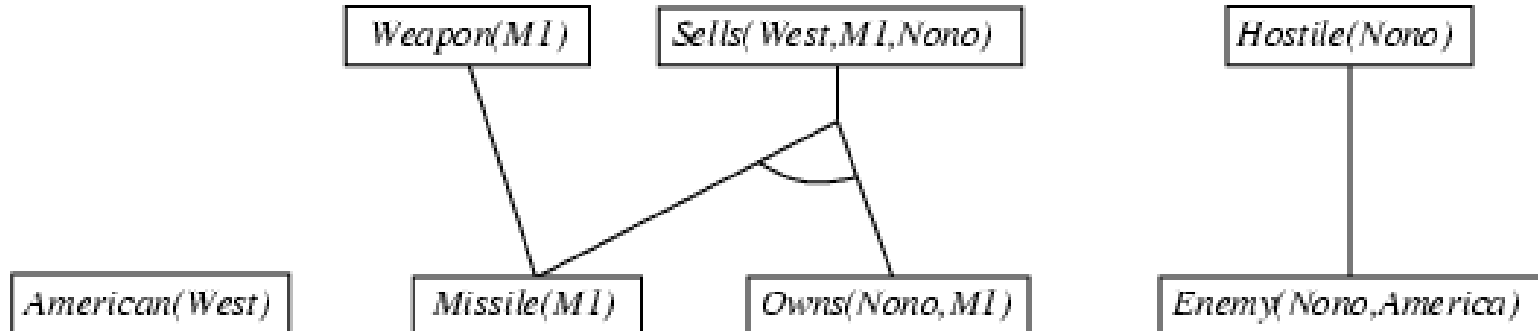 Weapon(M1)
Sells(West,M1,Nono)
Hostile(Nono)
American(West)
Missile(M1)
Owns(Nono,M1)
Enemy(Nono,America)